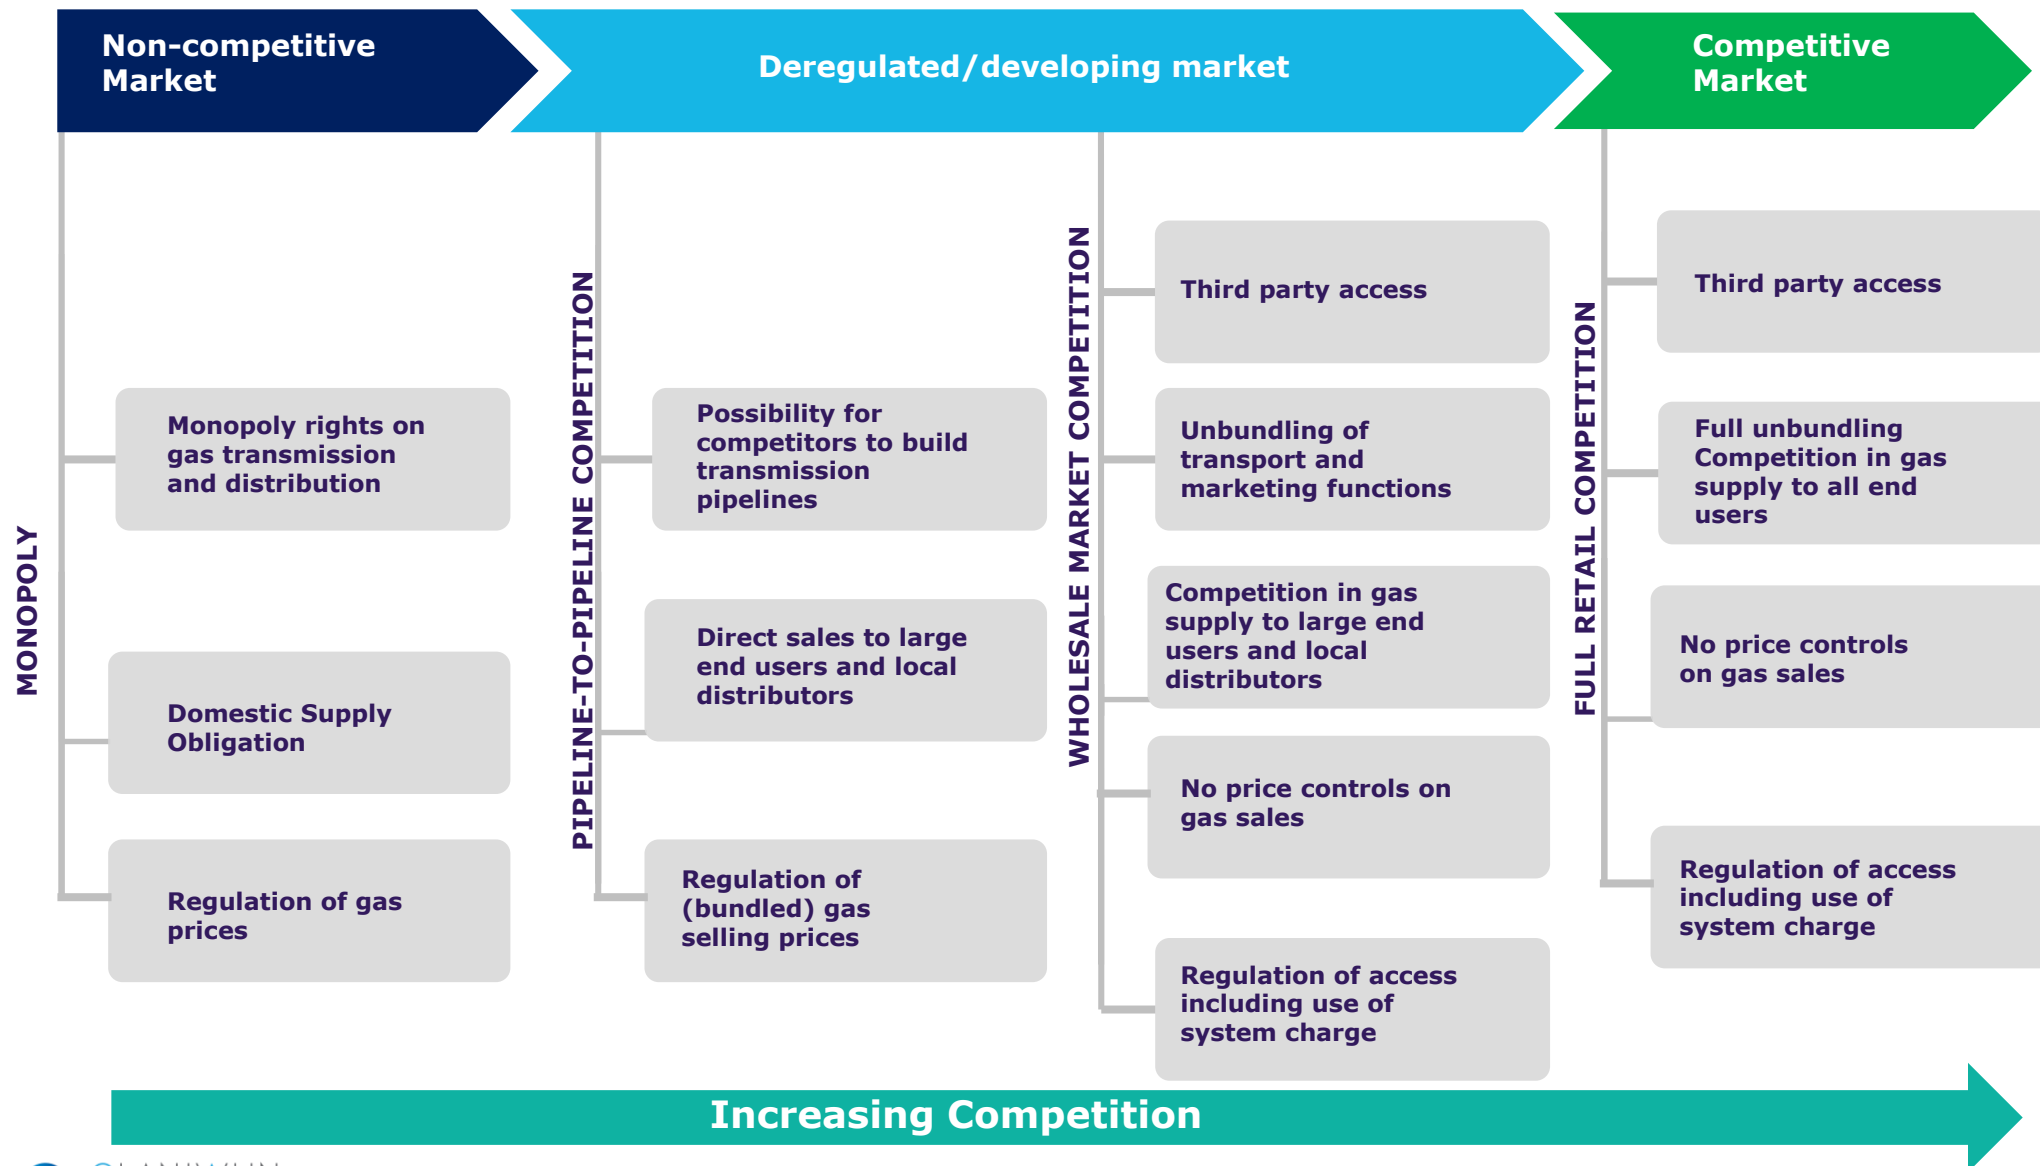 Non-competitive
Market
Deregulated/developing market
Competitive
Market
MONOPOLY
Monopoly rights on
gas transmission
and distribution
Domestic Supply
Obligation
Regulation of gas
prices
PIPELINE-TO-PIPELINE COMPETITION
Possibility for
competitors to build
transmission
pipelines
Direct sales to large
end users and local
distributors
Regulation of
(bundled) gas
selling prices
WHOLESALE MARKET COMPETITION
Third party access
Unbundling of
transport and
marketing functions
Competition in gas
supply to large end
users and local
distributors
No price controls on
gas sales
Regulation of access
including use of
system charge
FULL RETAIL COMPETITION
Third party access
Full unbundling
Competition in gas
supply to all end
users
No price controls
on gas sales
Regulation of access
including use of
system charge
Increasing Competition